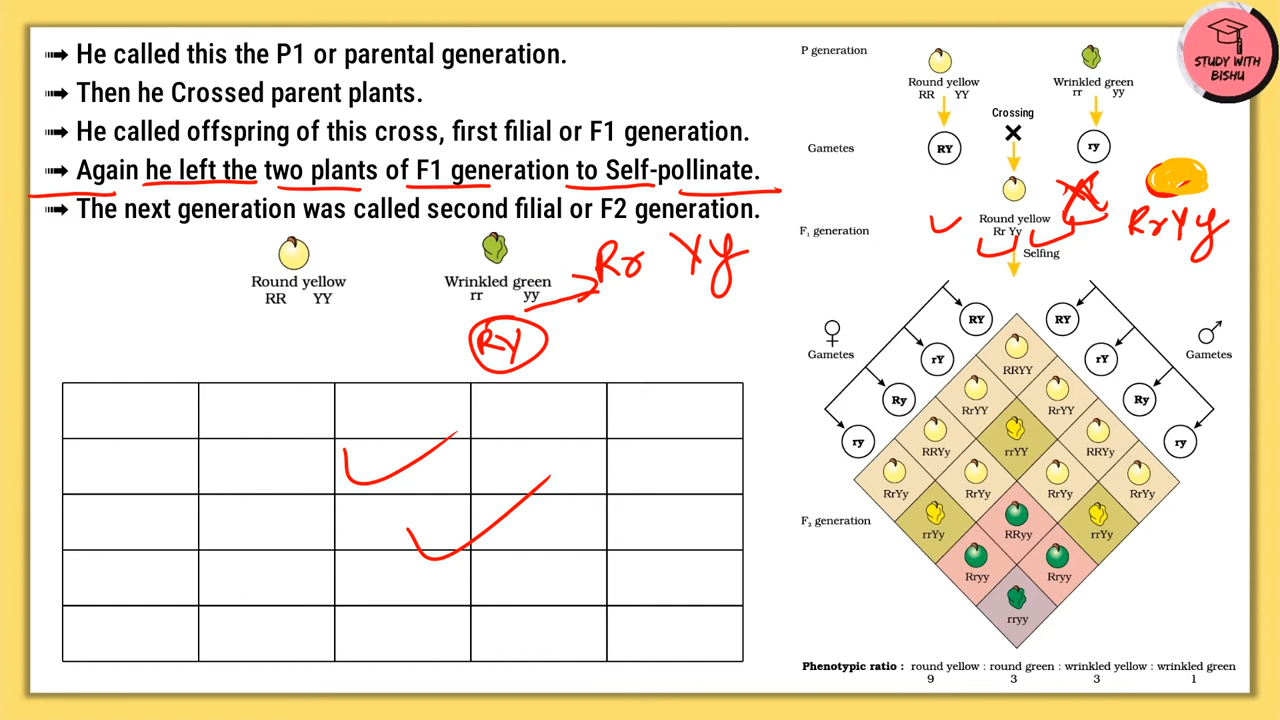 ➟ He called this the P1 or parental generation.
➟ Then he Crossed parent plants.
➟ He called offspring of this cross, first filial or F1 generation.
➟ Again he left the two plants of F1 generation to Self-pollinate.
➟ The next generation was called second filial or F2 generation.
Round yellow
RR YY
Wrinkled green
rr yy
Rr Yy
RY
STUDY WITH
BISHU
P generation
Round yellow
RR YY
Wrinkled green
rr yy
Crossing
Gametes
RY
ry
Round yellow
Rr Yy
F₁ generation
RrYy
Selfing
♀
Gametes
♂
Gametes
RY RY
rY rY
Ry Ry
ry ry
RRYY
RrYY RrYY
RRYy rrYY RRYy
RrYy RrYy RrYy RrYy
F₂ generation
rrYy RRyy rrYy
Rryy Rryy
rryy
Phenotypic ratio : round yellow : round green : wrinkled yellow : wrinkled green
9 3 3 1